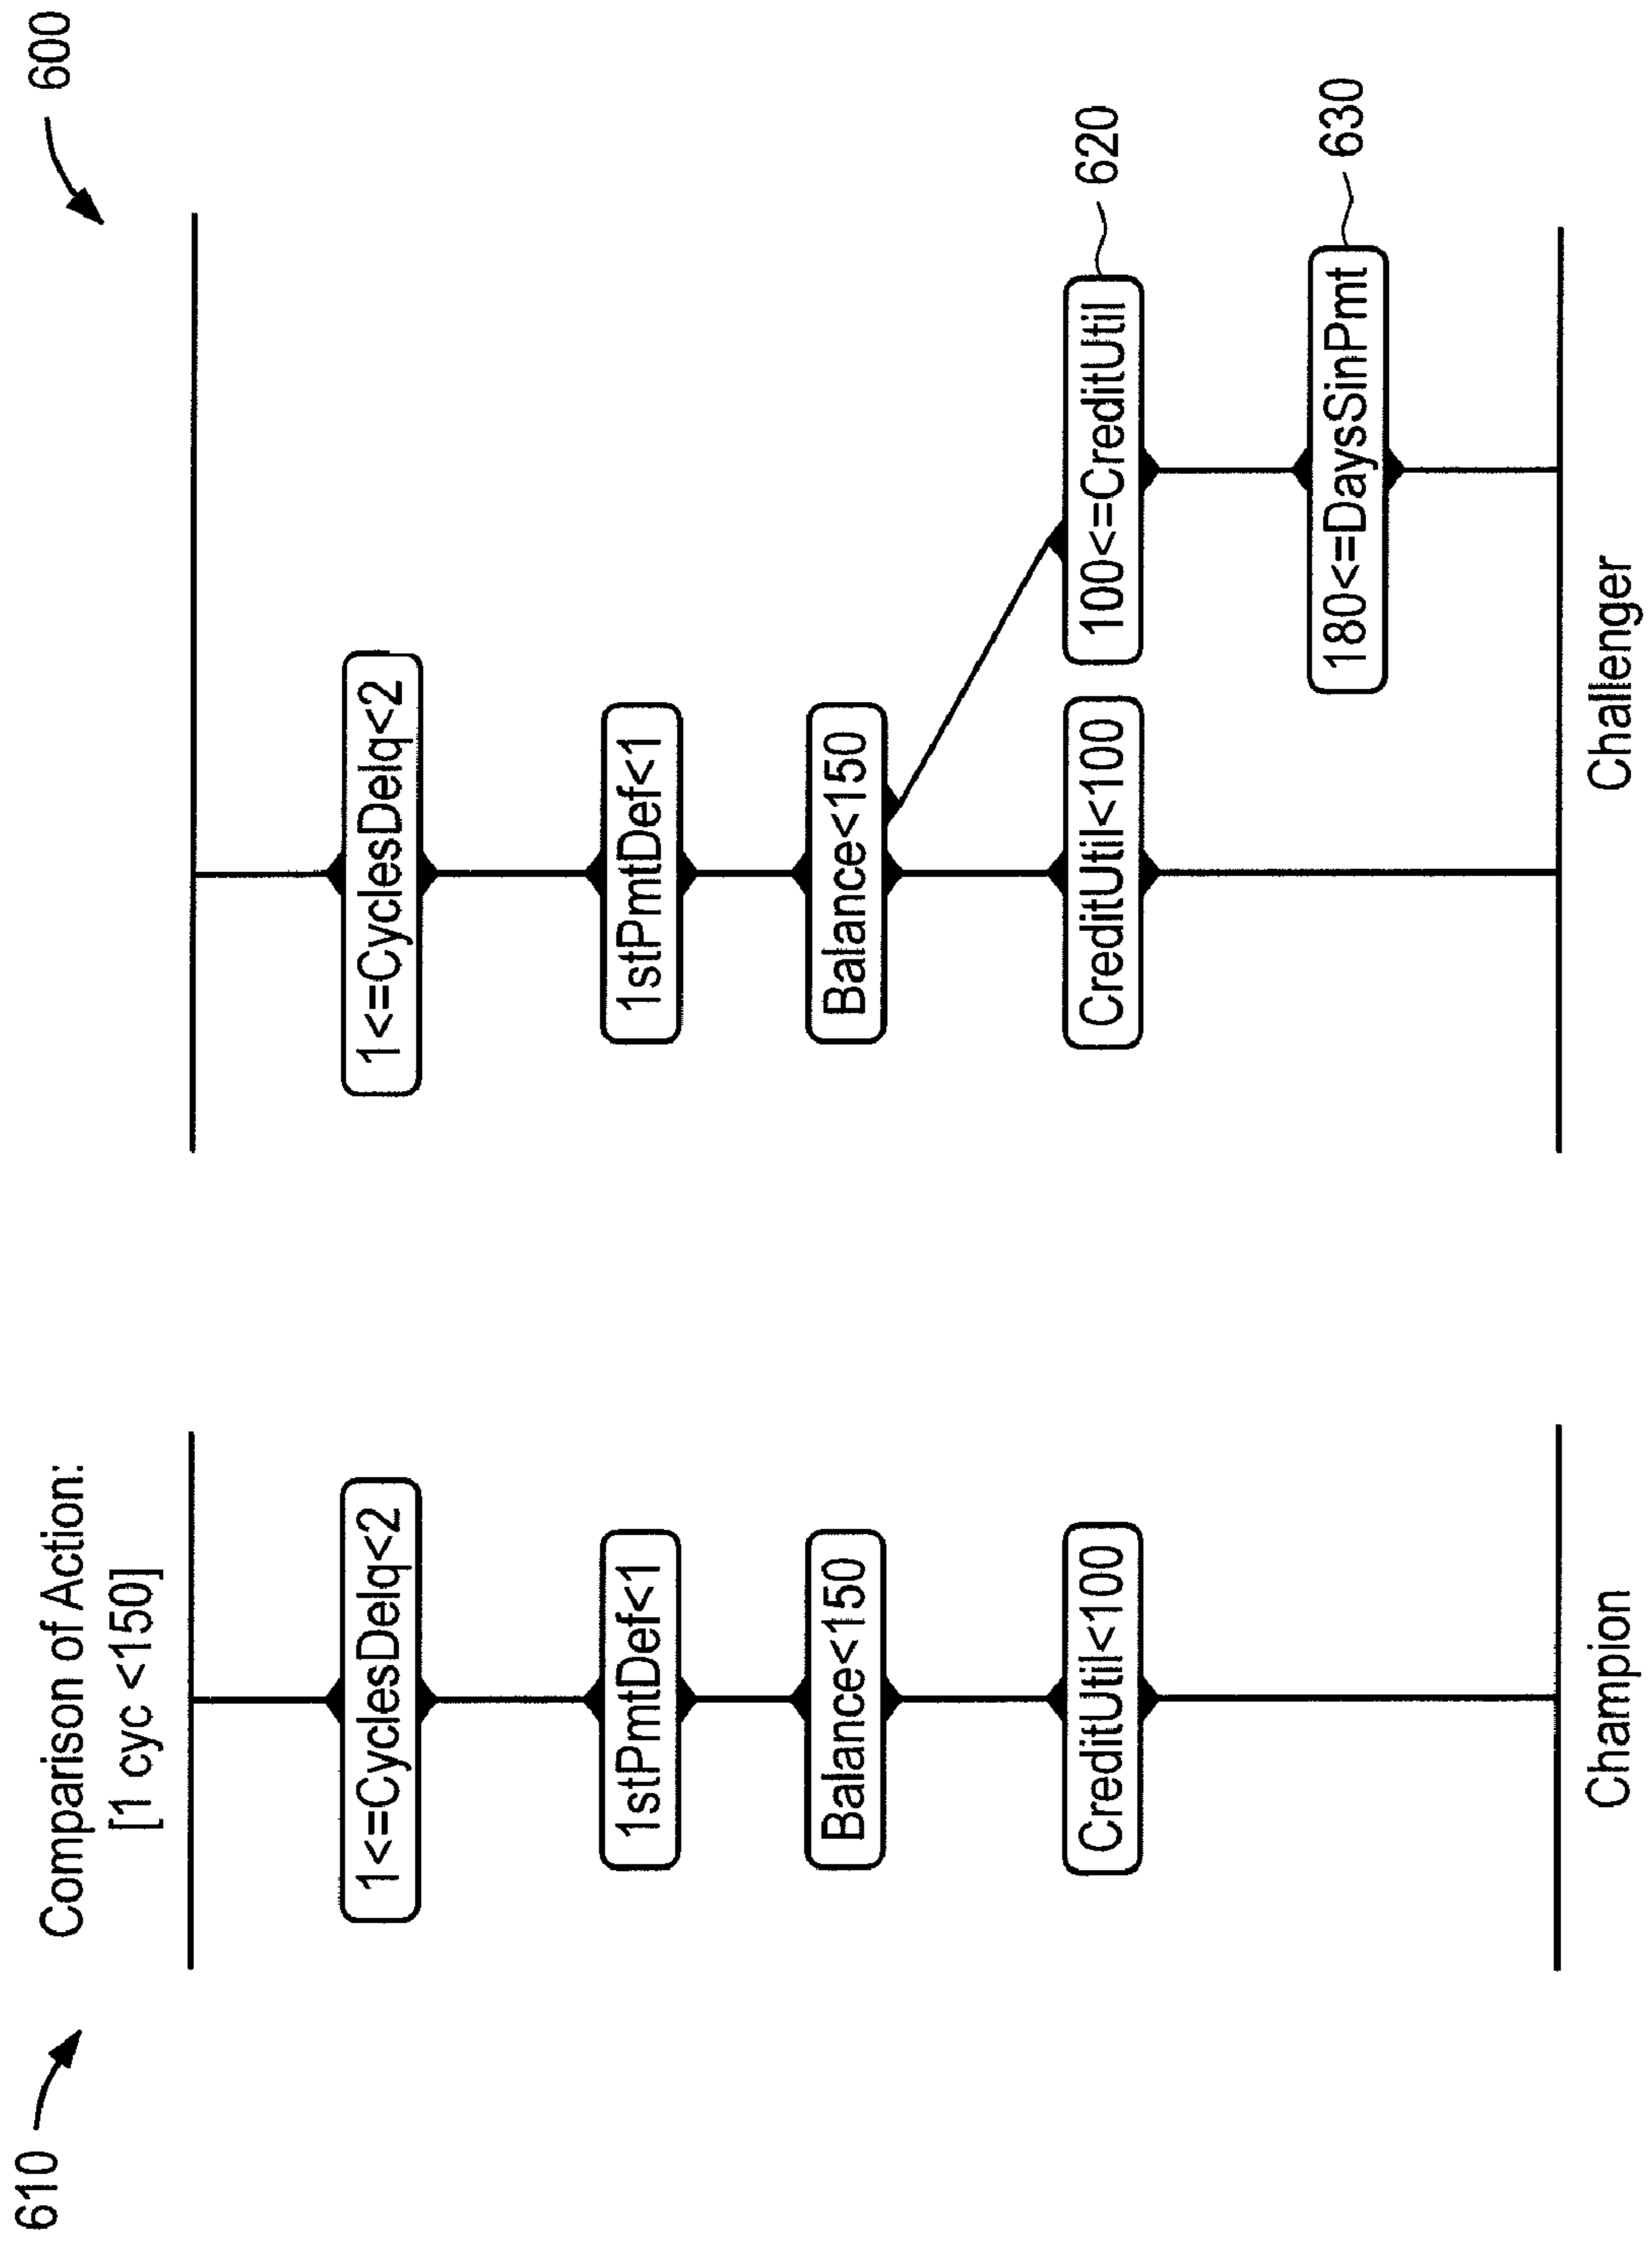 600
610
Comparison of Action:
[1 cyc <150]
1<=CyclesDelq<2
1stPmtDef<1
Balance<150
CreditUtil<100
Champion
1<=CyclesDelq<2
1stPmtDef<1
Balance<150
CreditUtil<100
100<=CreditUtil
620
180<=DaysSinPmt
630
Challenger